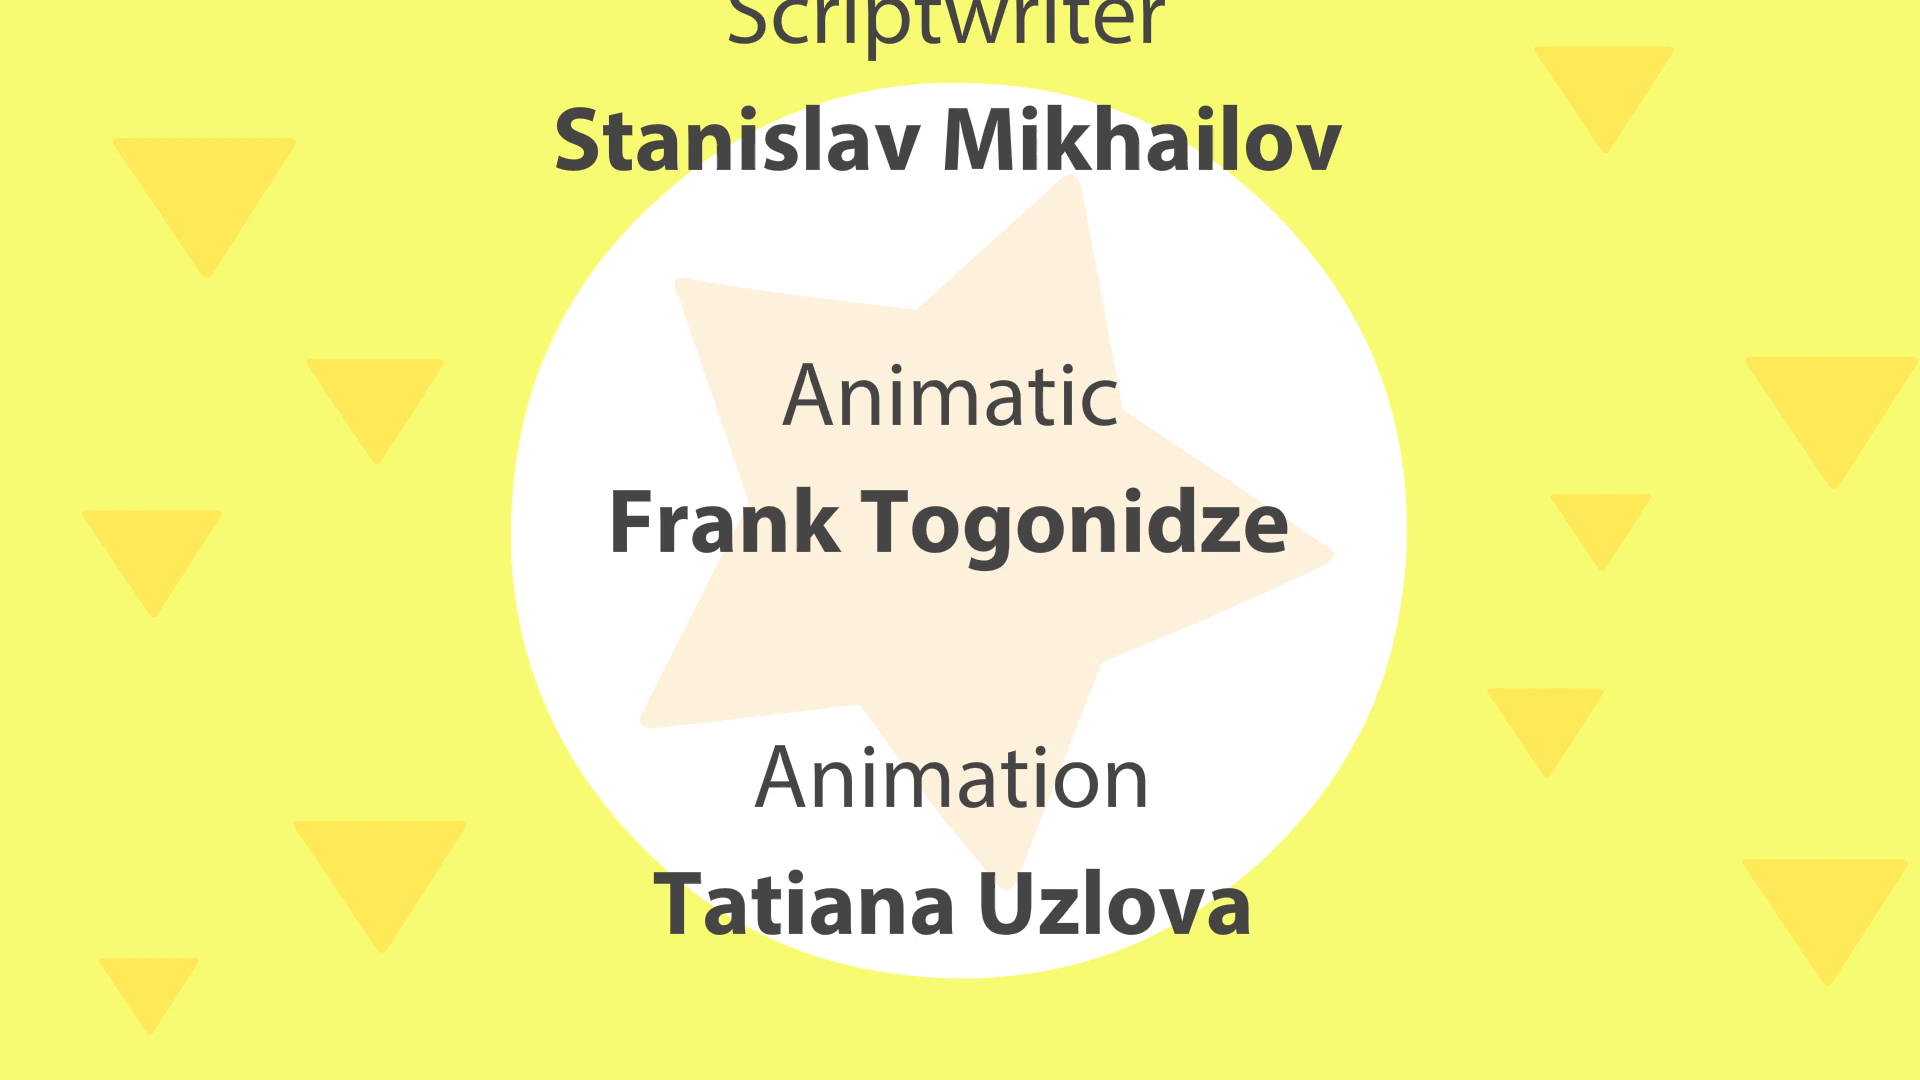 Scriptwriter
Stanislav Mikhailov
Animatic
Frank Togonidze
Animation
Tatiana Uzlova